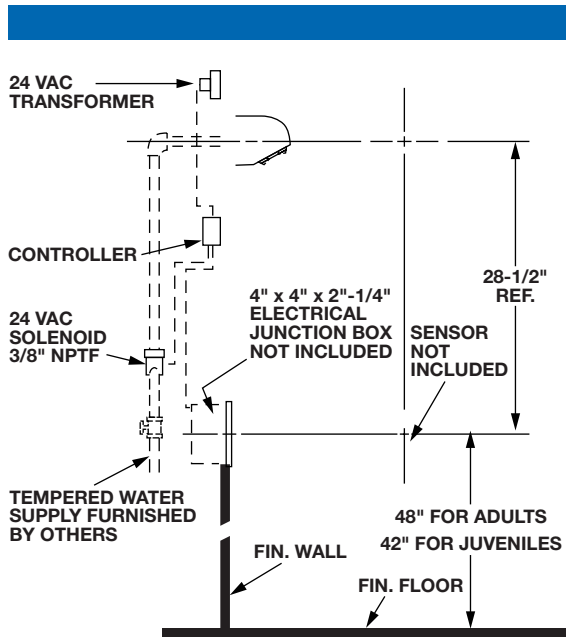 24 VAC
TRANSFORMER
CONTROLLER
28-1/2"
REF.
4" x 4" x 2"-1/4"
ELECTRICAL
JUNCTION BOX
NOT INCLUDED
24 VAC
SOLENOID
3/8" NPTF
SENSOR
NOT
INCLUDED
TEMPERED WATER
SUPPLY FURNISHED
BY OTHERS
48" FOR ADULTS
42" FOR JUVENILES
FIN. WALL
FIN. FLOOR